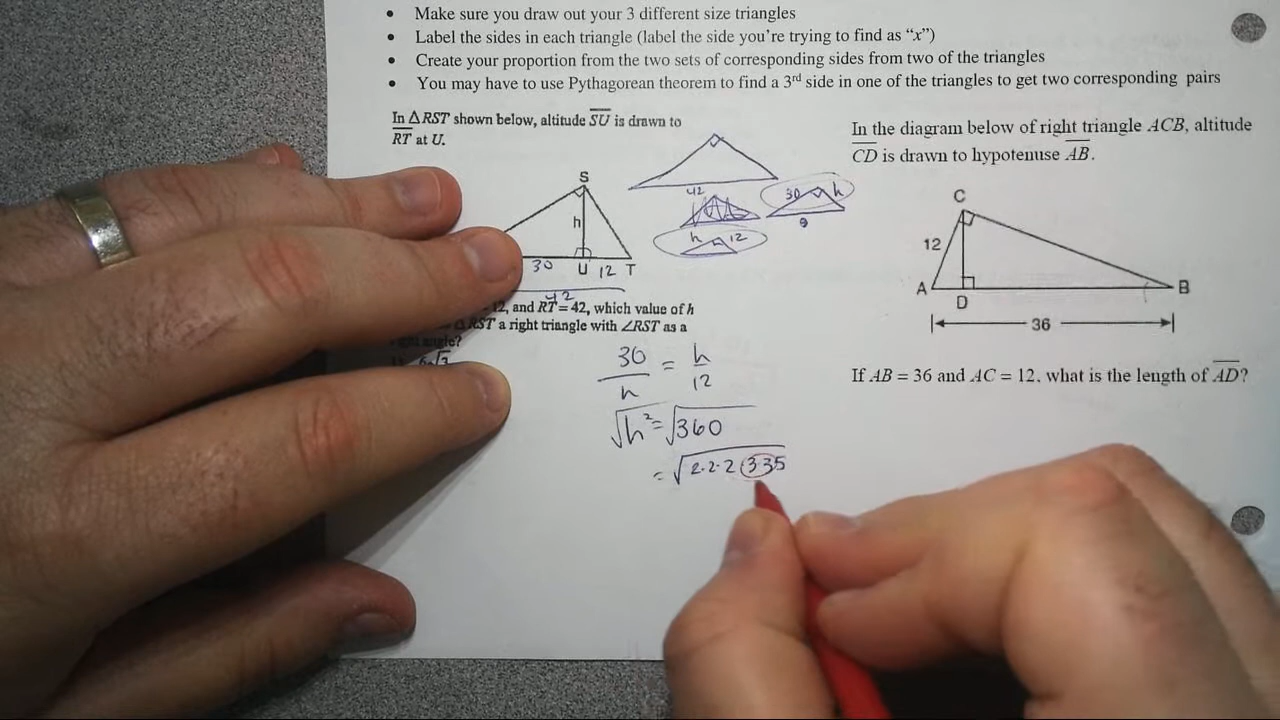 • Make sure you draw out your 3 different size triangles
• Label the sides in each triangle (label the side you're trying to find as “x”)
• Create your proportion from the two sets of corresponding sides from two of the triangles
• You may have to use Pythagorean theorem to find a 3rd side in one of the triangles to get two corresponding pairs
In △RST shown below, altitude SU is drawn to
RT at U.
S
h
30 U 12 T
42
30 h
h 12
42
12, and RT = 42, which value of h
△RST a right triangle with ∠RST as a
angle?
6√3
30/h = h/12
√h² = √360
= √2·2·2·3·3·5
In the diagram below of right triangle ACB, altitude
CD is drawn to hypotenuse AB.
C
12
A B
D
36
If AB = 36 and AC = 12, what is the length of AD?